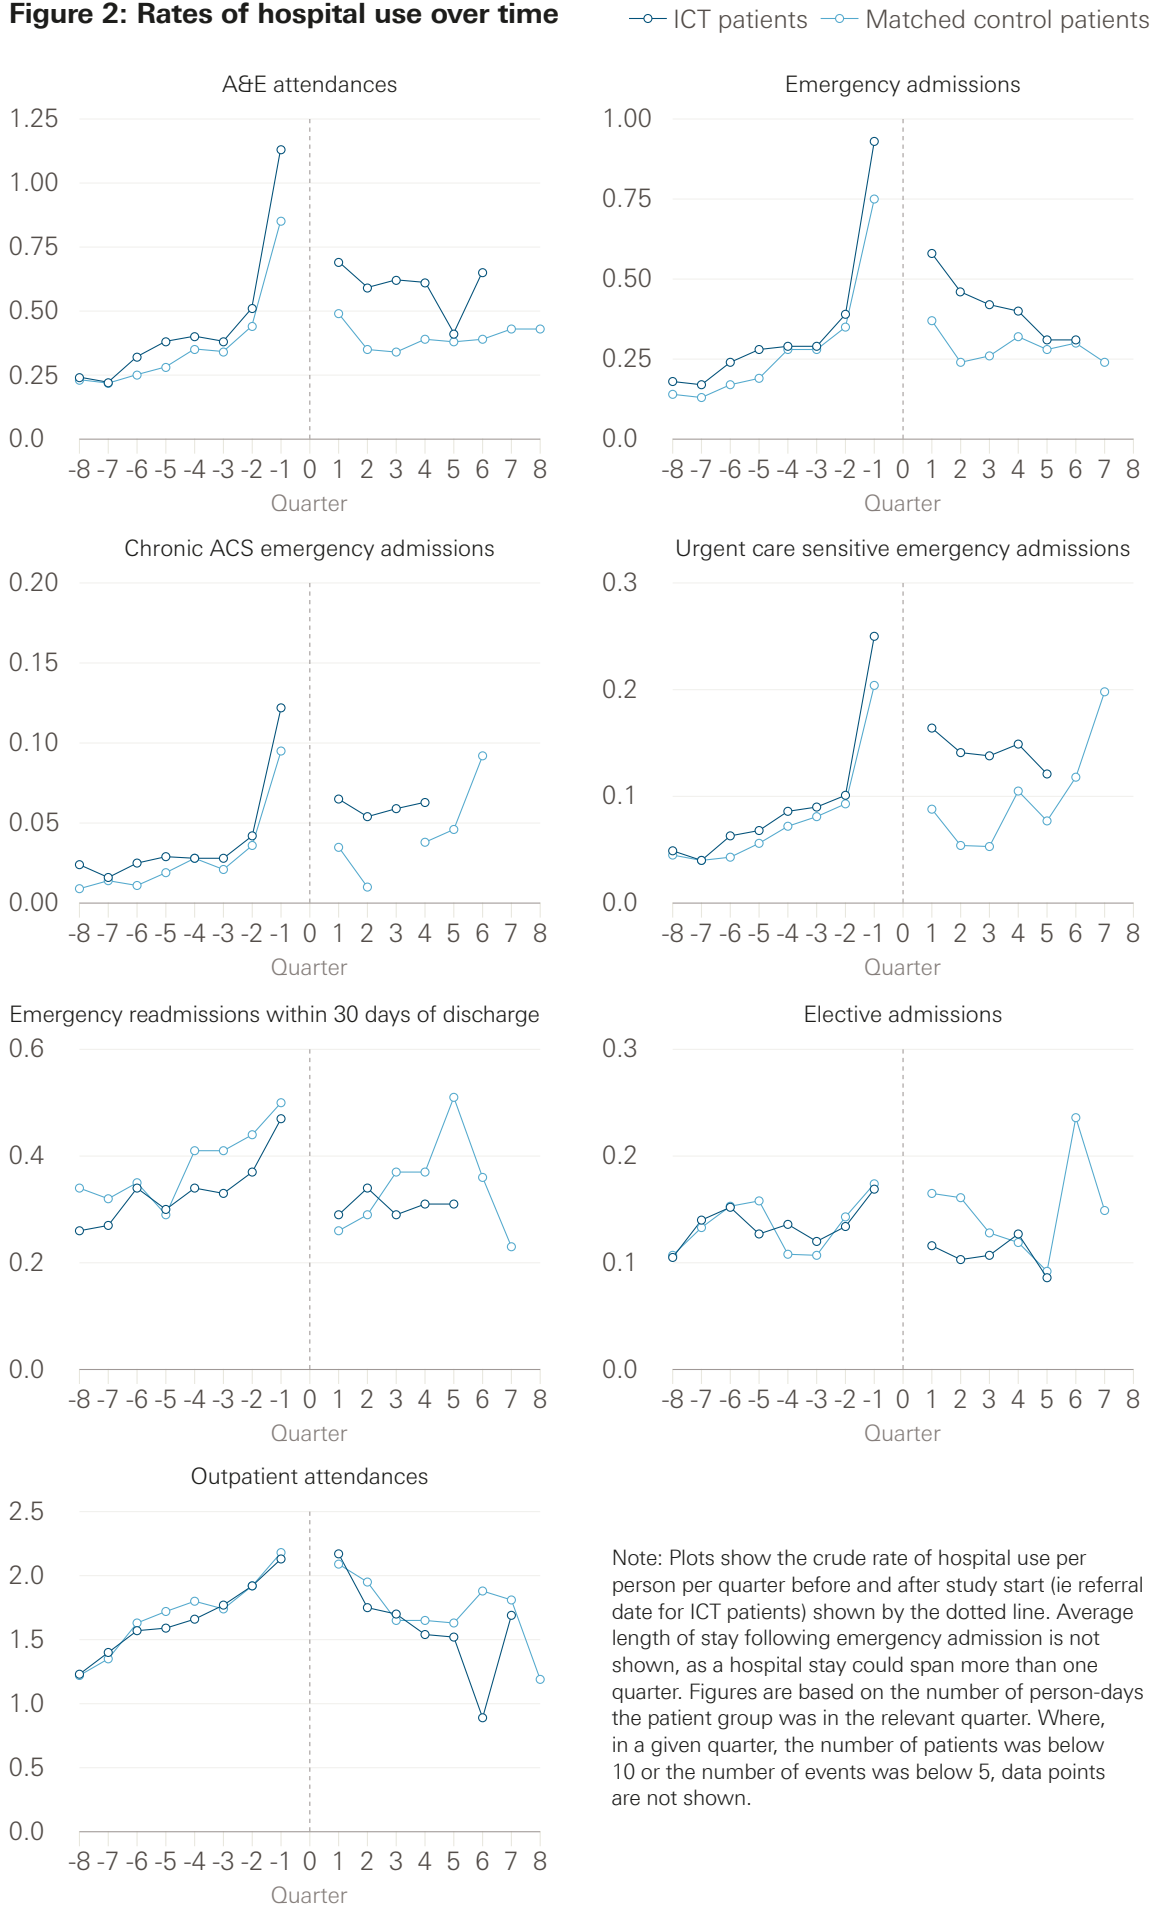 Figure 2: Rates of hospital use over time
ICT patients
Matched control patients
A&E attendances
1.25
1.00
0.75
0.50
0.25
0.0
-8 -7 -6 -5 -4 -3 -2 -1 0 1 2 3 4 5 6 7 8
Quarter
Emergency admissions
1.00
0.75
0.50
0.25
0.0
-8 -7 -6 -5 -4 -3 -2 -1 0 1 2 3 4 5 6 7 8
Quarter
Chronic ACS emergency admissions
0.20
0.15
0.10
0.05
0.00
-8 -7 -6 -5 -4 -3 -2 -1 0 1 2 3 4 5 6 7 8
Quarter
Urgent care sensitive emergency admissions
0.3
0.2
0.1
0.0
-8 -7 -6 -5 -4 -3 -2 -1 0 1 2 3 4 5 6 7 8
Quarter
Emergency readmissions within 30 days of discharge
0.6
0.4
0.2
0.0
-8 -7 -6 -5 -4 -3 -2 -1 0 1 2 3 4 5 6 7 8
Quarter
Elective admissions
0.3
0.2
0.1
0.0
-8 -7 -6 -5 -4 -3 -2 -1 0 1 2 3 4 5 6 7 8
Quarter
Outpatient attendances
2.5
2.0
1.5
1.0
0.5
0.0
-8 -7 -6 -5 -4 -3 -2 -1 0 1 2 3 4 5 6 7 8
Quarter
Note: Plots show the crude rate of hospital use per
person per quarter before and after study start (ie referral
date for ICT patients) shown by the dotted line. Average
length of stay following emergency admission is not
shown, as a hospital stay could span more than one
quarter. Figures are based on the number of person-days
the patient group was in the relevant quarter. Where,
in a given quarter, the number of patients was below
10 or the number of events was below 5, data points
are not shown.